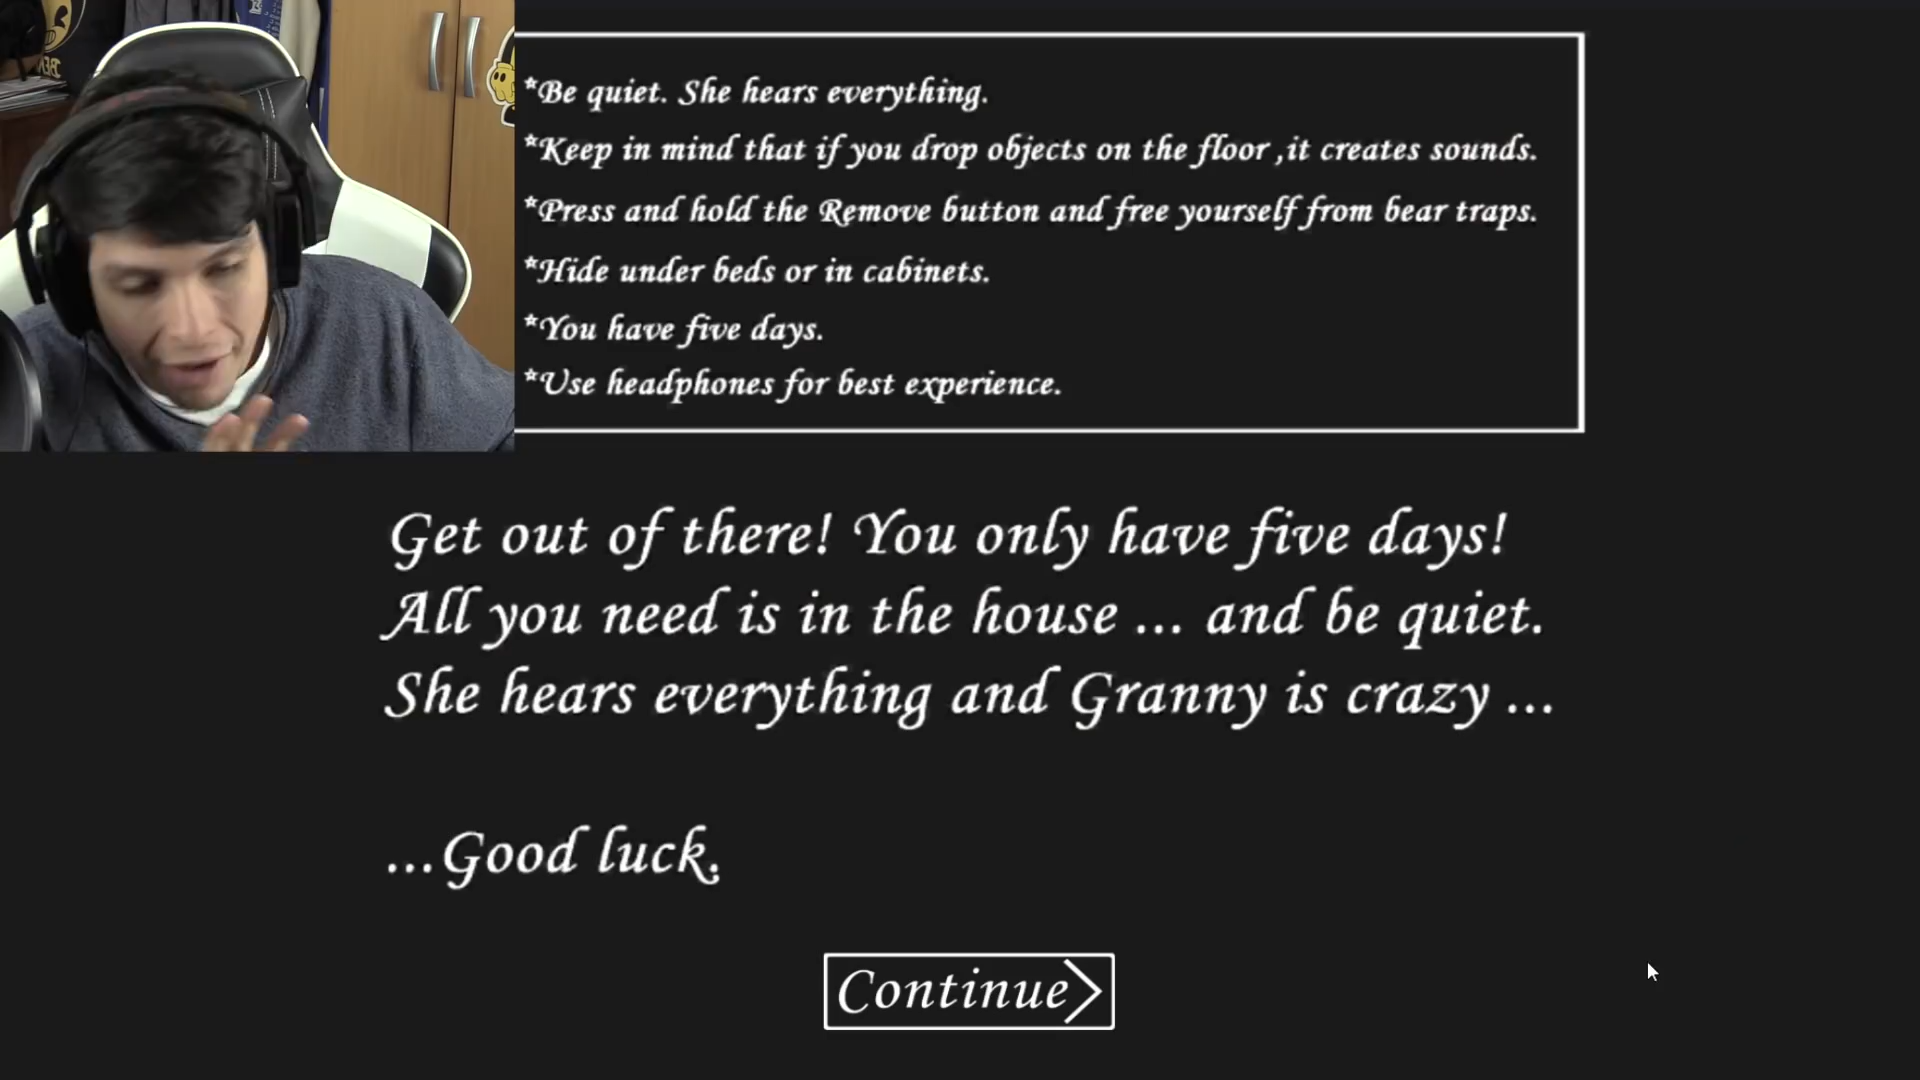 *Be quiet. She hears everything.
*Keep in mind that if you drop objects on the floor ,it creates sounds.
*Press and hold the Remove button and free yourself from bear traps.
*Hide under beds or in cabinets.
*You have five days.
*Use headphones for best experience.
Get out of there! You only have five days!
All you need is in the house ... and be quiet.
She hears everything and Granny is crazy ...
...Good luck.
Continue>